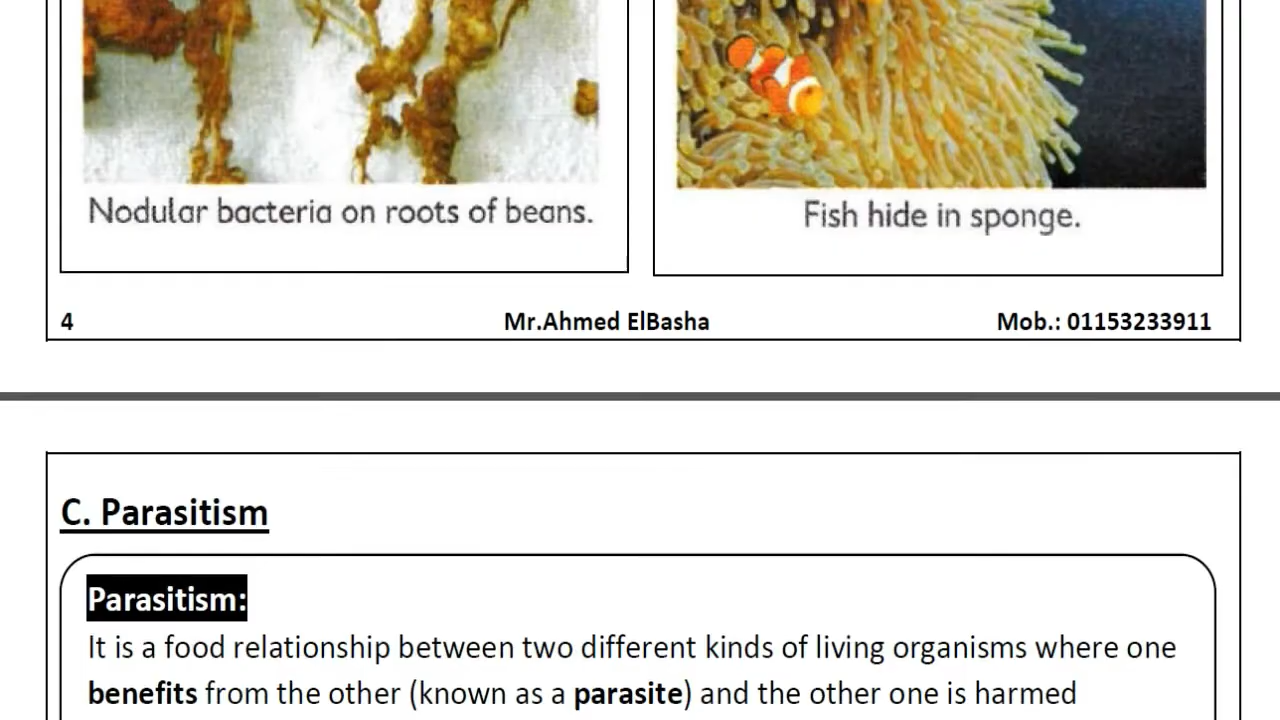 Nodular bacteria on roots of beans.
Fish hide in sponge.
4 Mr.Ahmed ElBasha Mob.: 01153233911
C. Parasitism
Parasitism:
It is a food relationship between two different kinds of living organisms where one
benefits from the other (known as a parasite) and the other one is harmed